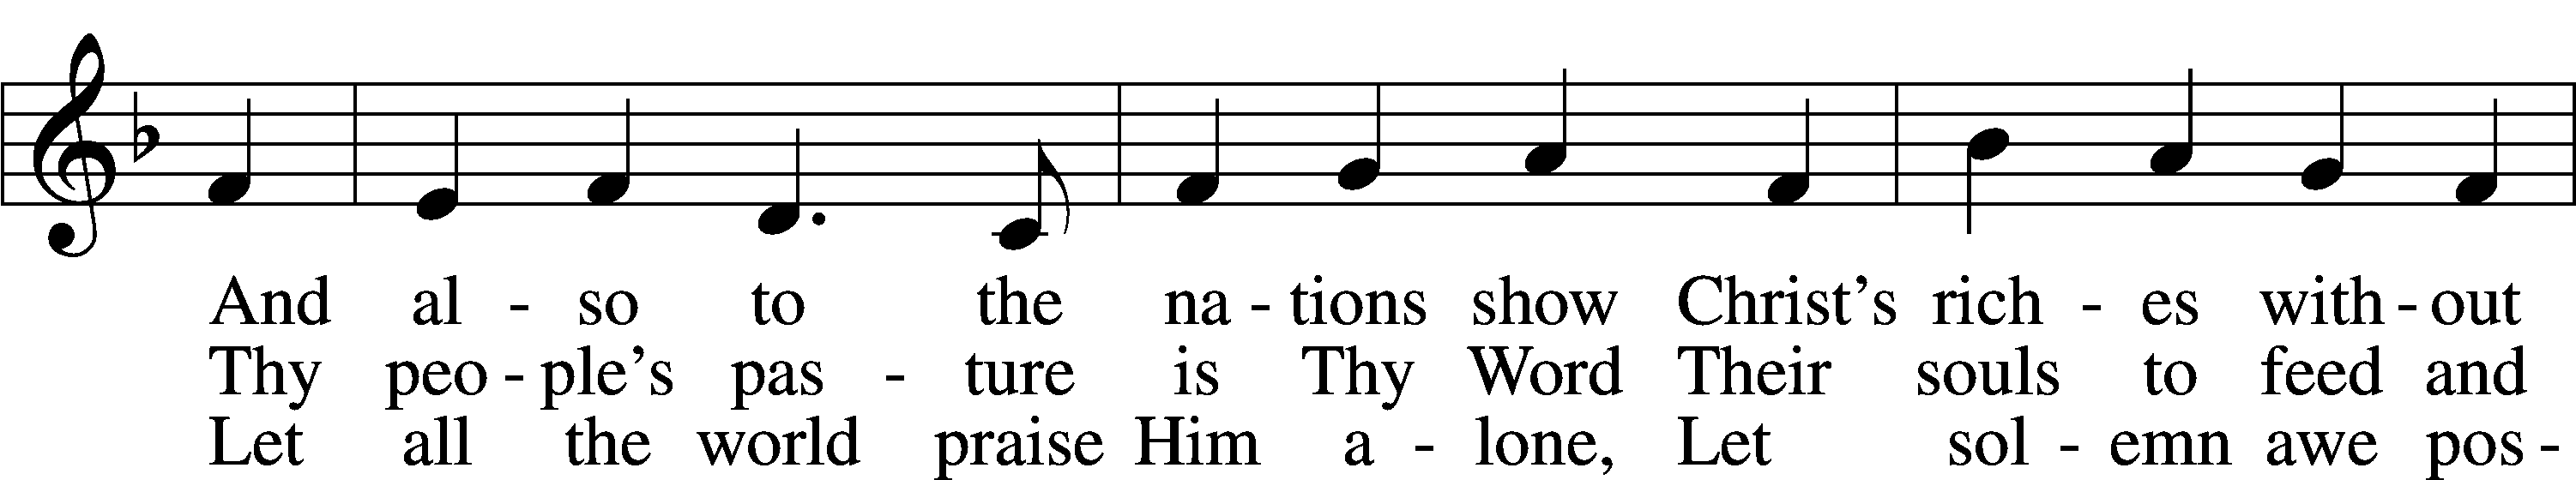 And al - so to the na - tions show Christ’s rich - es with - out
Thy peo - ple’s pas - ture is Thy Word Their souls to feed and
Let all the world praise Him a - lone, Let sol - emn awe pos -